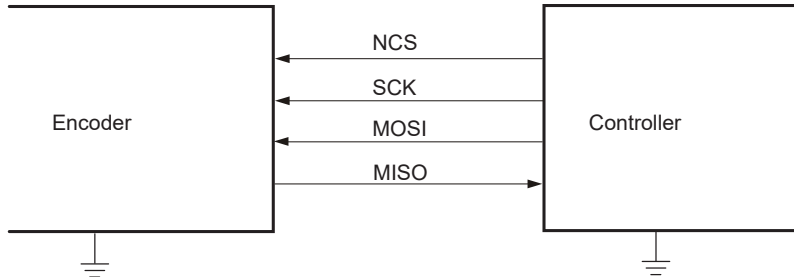 NCS
SCK
Encoder
Controller
MOSI
MISO